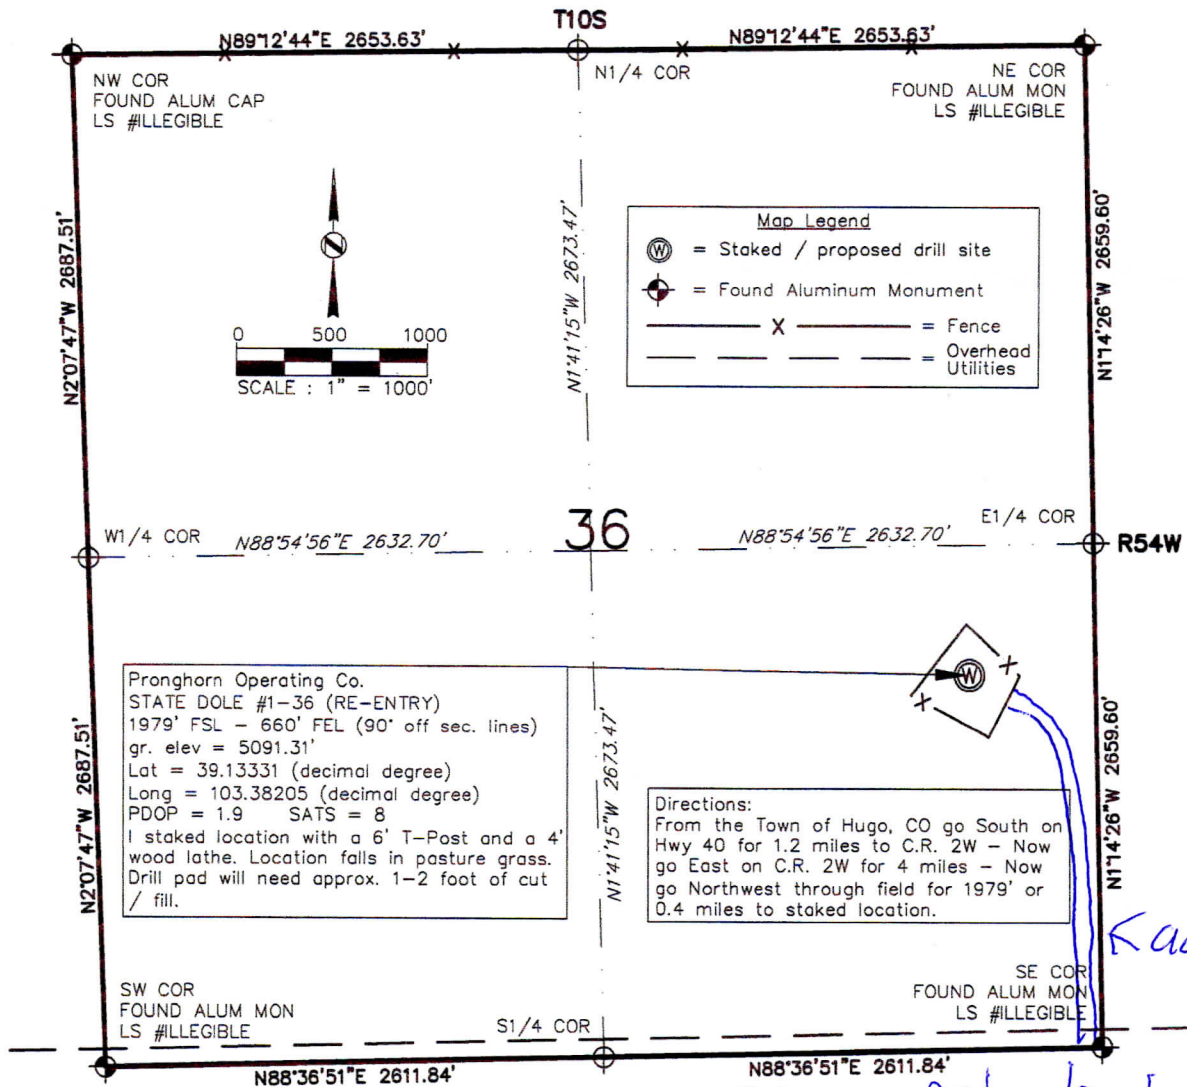 T10S
N89°12'44"E 2653.63'
N89°12'44"E 2653.63'
NW COR
FOUND ALUM CAP
LS #ILLEGIBLE
N1/4 COR
NE COR
FOUND ALUM MON
LS #ILLEGIBLE
N2°07'47"W 2687.51'
N1°41'15"W 2673.47'
N1°14'26"W 2659.60'
N
0 500 1000
SCALE : 1" = 1000'
Map Legend
W = Staked / proposed drill site
= Found Aluminum Monument
X = Fence
= Overhead
Utilities
W1/4 COR
N88°54'56"E 2632.70'
36
N88°54'56"E 2632.70'
E1/4 COR
R54W
Pronghorn Operating Co.
STATE DOLE #1-36 (RE-ENTRY)
1979' FSL - 660' FEL (90° off sec. lines)
gr. elev = 5091.31'
Lat = 39.13331 (decimal degree)
Long = 103.38205 (decimal degree)
PDOP = 1.9 SATS = 8
I staked location with a 6' T-Post and a 4'
wood lathe. Location falls in pasture grass.
Drill pad will need approx. 1-2 foot of cut
/ fill.
W
X
X
N2°07'47"W 2687.51'
N1°41'15"W 2673.47'
N1°14'26"W 2659.60'
Directions:
From the Town of Hugo, CO go South on
Hwy 40 for 1.2 miles to C.R. 2W - Now
go East on C.R. 2W for 4 miles - Now
go Northwest through field for 1979' or
0.4 miles to staked location.
SW COR
FOUND ALUM MON
LS #ILLEGIBLE
S1/4 COR
SE COR
FOUND ALUM MON
LS #ILLEGIBLE
N88°36'51"E 2611.84'
N88°36'51"E 2611.84'